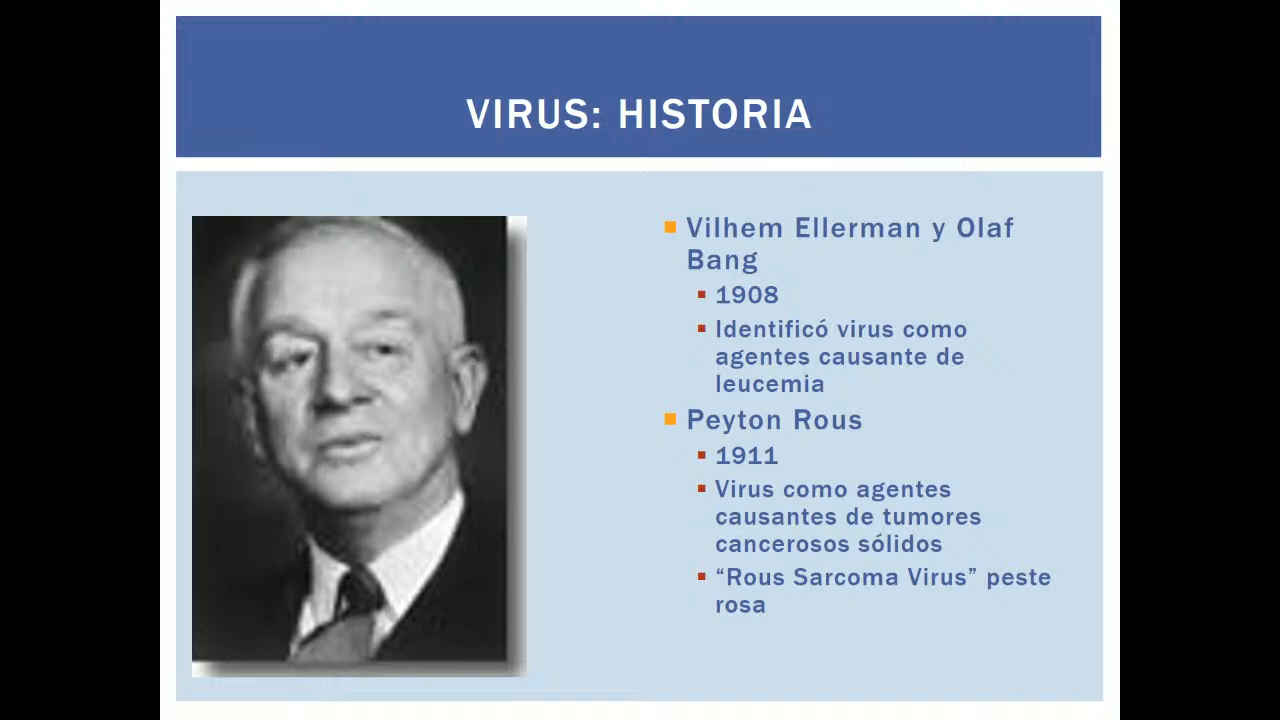 VIRUS: HISTORIA
Vilhem Ellerman y Olaf
Bang
1908
Identificó virus como
agentes causante de
leucemia
Peyton Rous
1911
Virus como agentes
causantes de tumores
cancerosos sólidos
“Rous Sarcoma Virus” peste
rosa